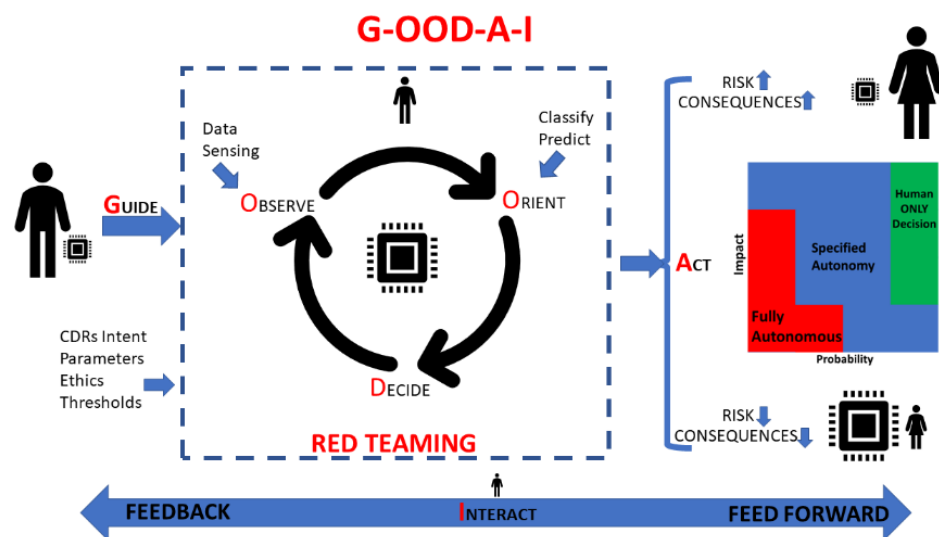 G-OOD-A-I
Data
Sensing
Classify
Predict
GUIDE
OBSERVE
ORIENT
DECIDE
CDRs Intent
Parameters
Ethics
Thresholds
RED TEAMING
ACT
RISK
CONSEQUENCES
Impact
Human
ONLY
Decision
Specified
Autonomy
Fully
Autonomous
Probability
RISK
CONSEQUENCES
FEEDBACK
INTERACT
FEED FORWARD